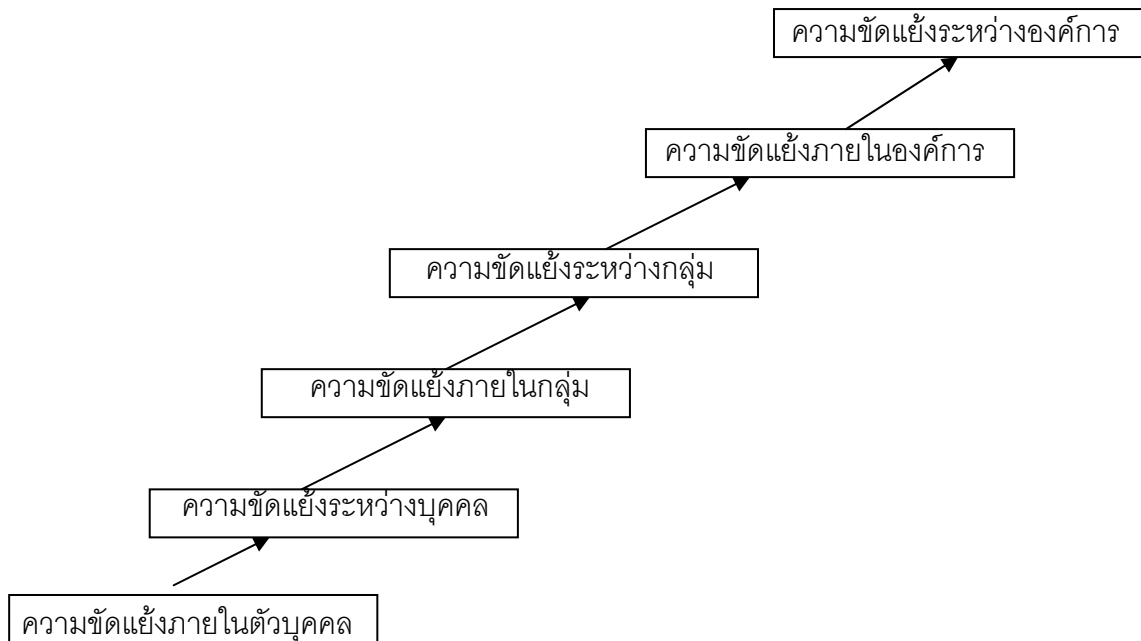 ความขัดแย้งระหว่างองค์การ
ความขัดแย้งภายในองค์การ
ความขัดแย้งระหว่างกลุ่ม
ความขัดแย้งภายในกลุ่ม
ความขัดแย้งระหว่างบุคคล
ความขัดแย้งภายในตัวบุคคล